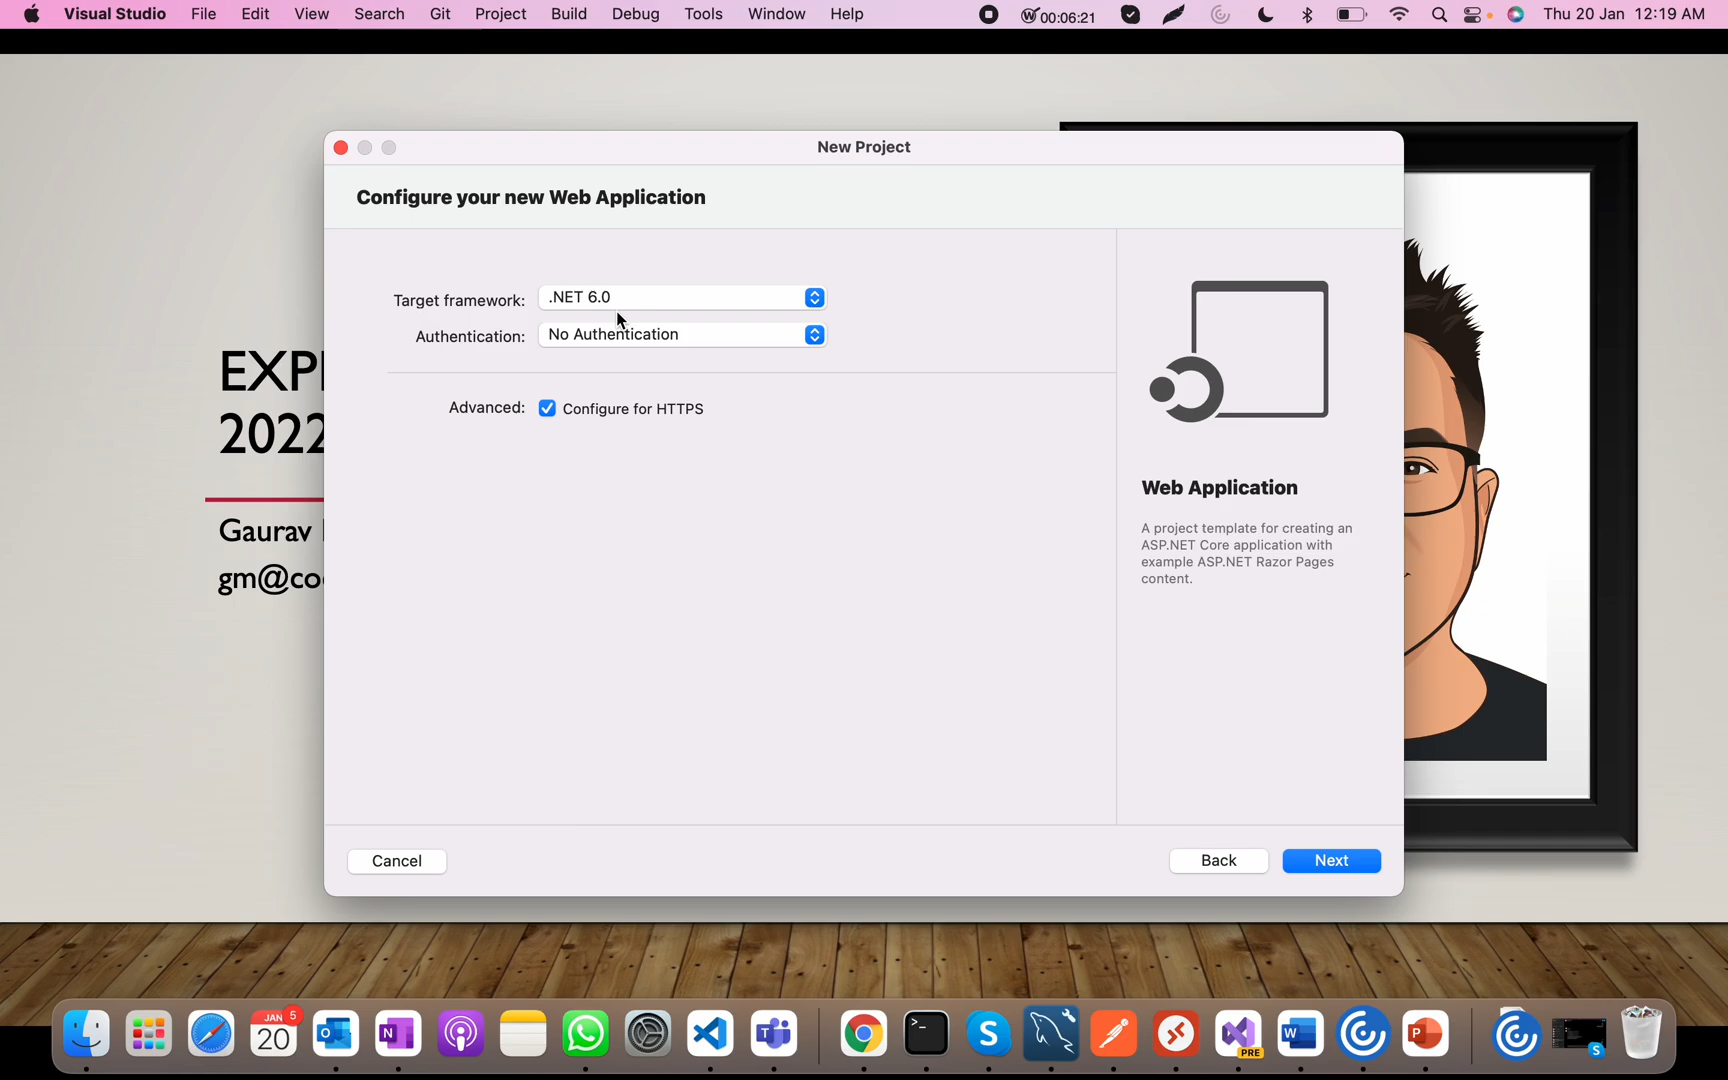 Visual Studio File Edit View Search Git Project Build Debug Tools Window Help 00:06:21 Thu 20 Jan 12:19 AM
New Project
Configure your new Web Application
Target framework: .NET 6.0
Authentication: No Authentication
Advanced: Configure for HTTPS
Web Application
A project template for creating an
ASP.NET Core application with
example ASP.NET Razor Pages
content.
Cancel
Back
Next
2022
Gaurav
JAN 5
20
PRE